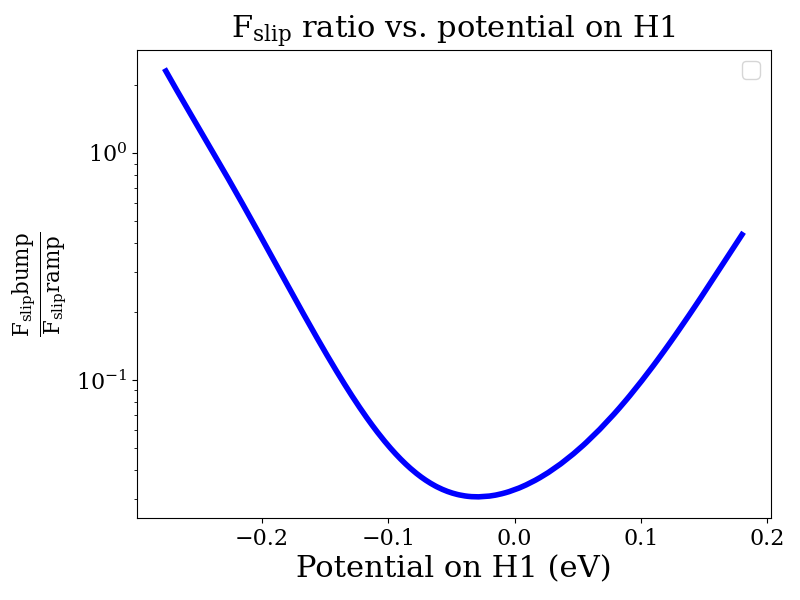 F_slip ratio vs. potential on H1
F_slip bump
F_slip ramp
10^0
10^−1
−0.2
−0.1
0.0
0.1
0.2
Potential on H1 (eV)